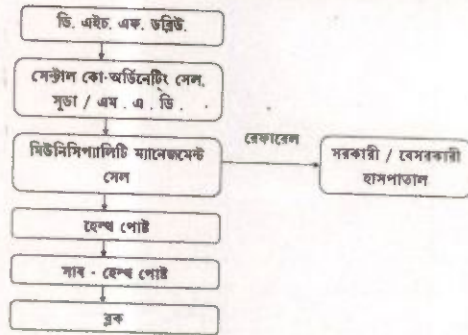 ডি. এইচ. এফ. ডব্লিউ.
সেন্ট্রাল কো-অর্ডিনেটিং সেল,
সুডা / এম . এ . ডি .
মিউনিসিপ্যালিটি ম্যানেজমেন্ট
সেল
রেফারেল
সরকারী / বেসরকারী
হাসপাতাল
হেল্থ পোষ্ট
সাব - হেল্থ পোষ্ট
ব্লক